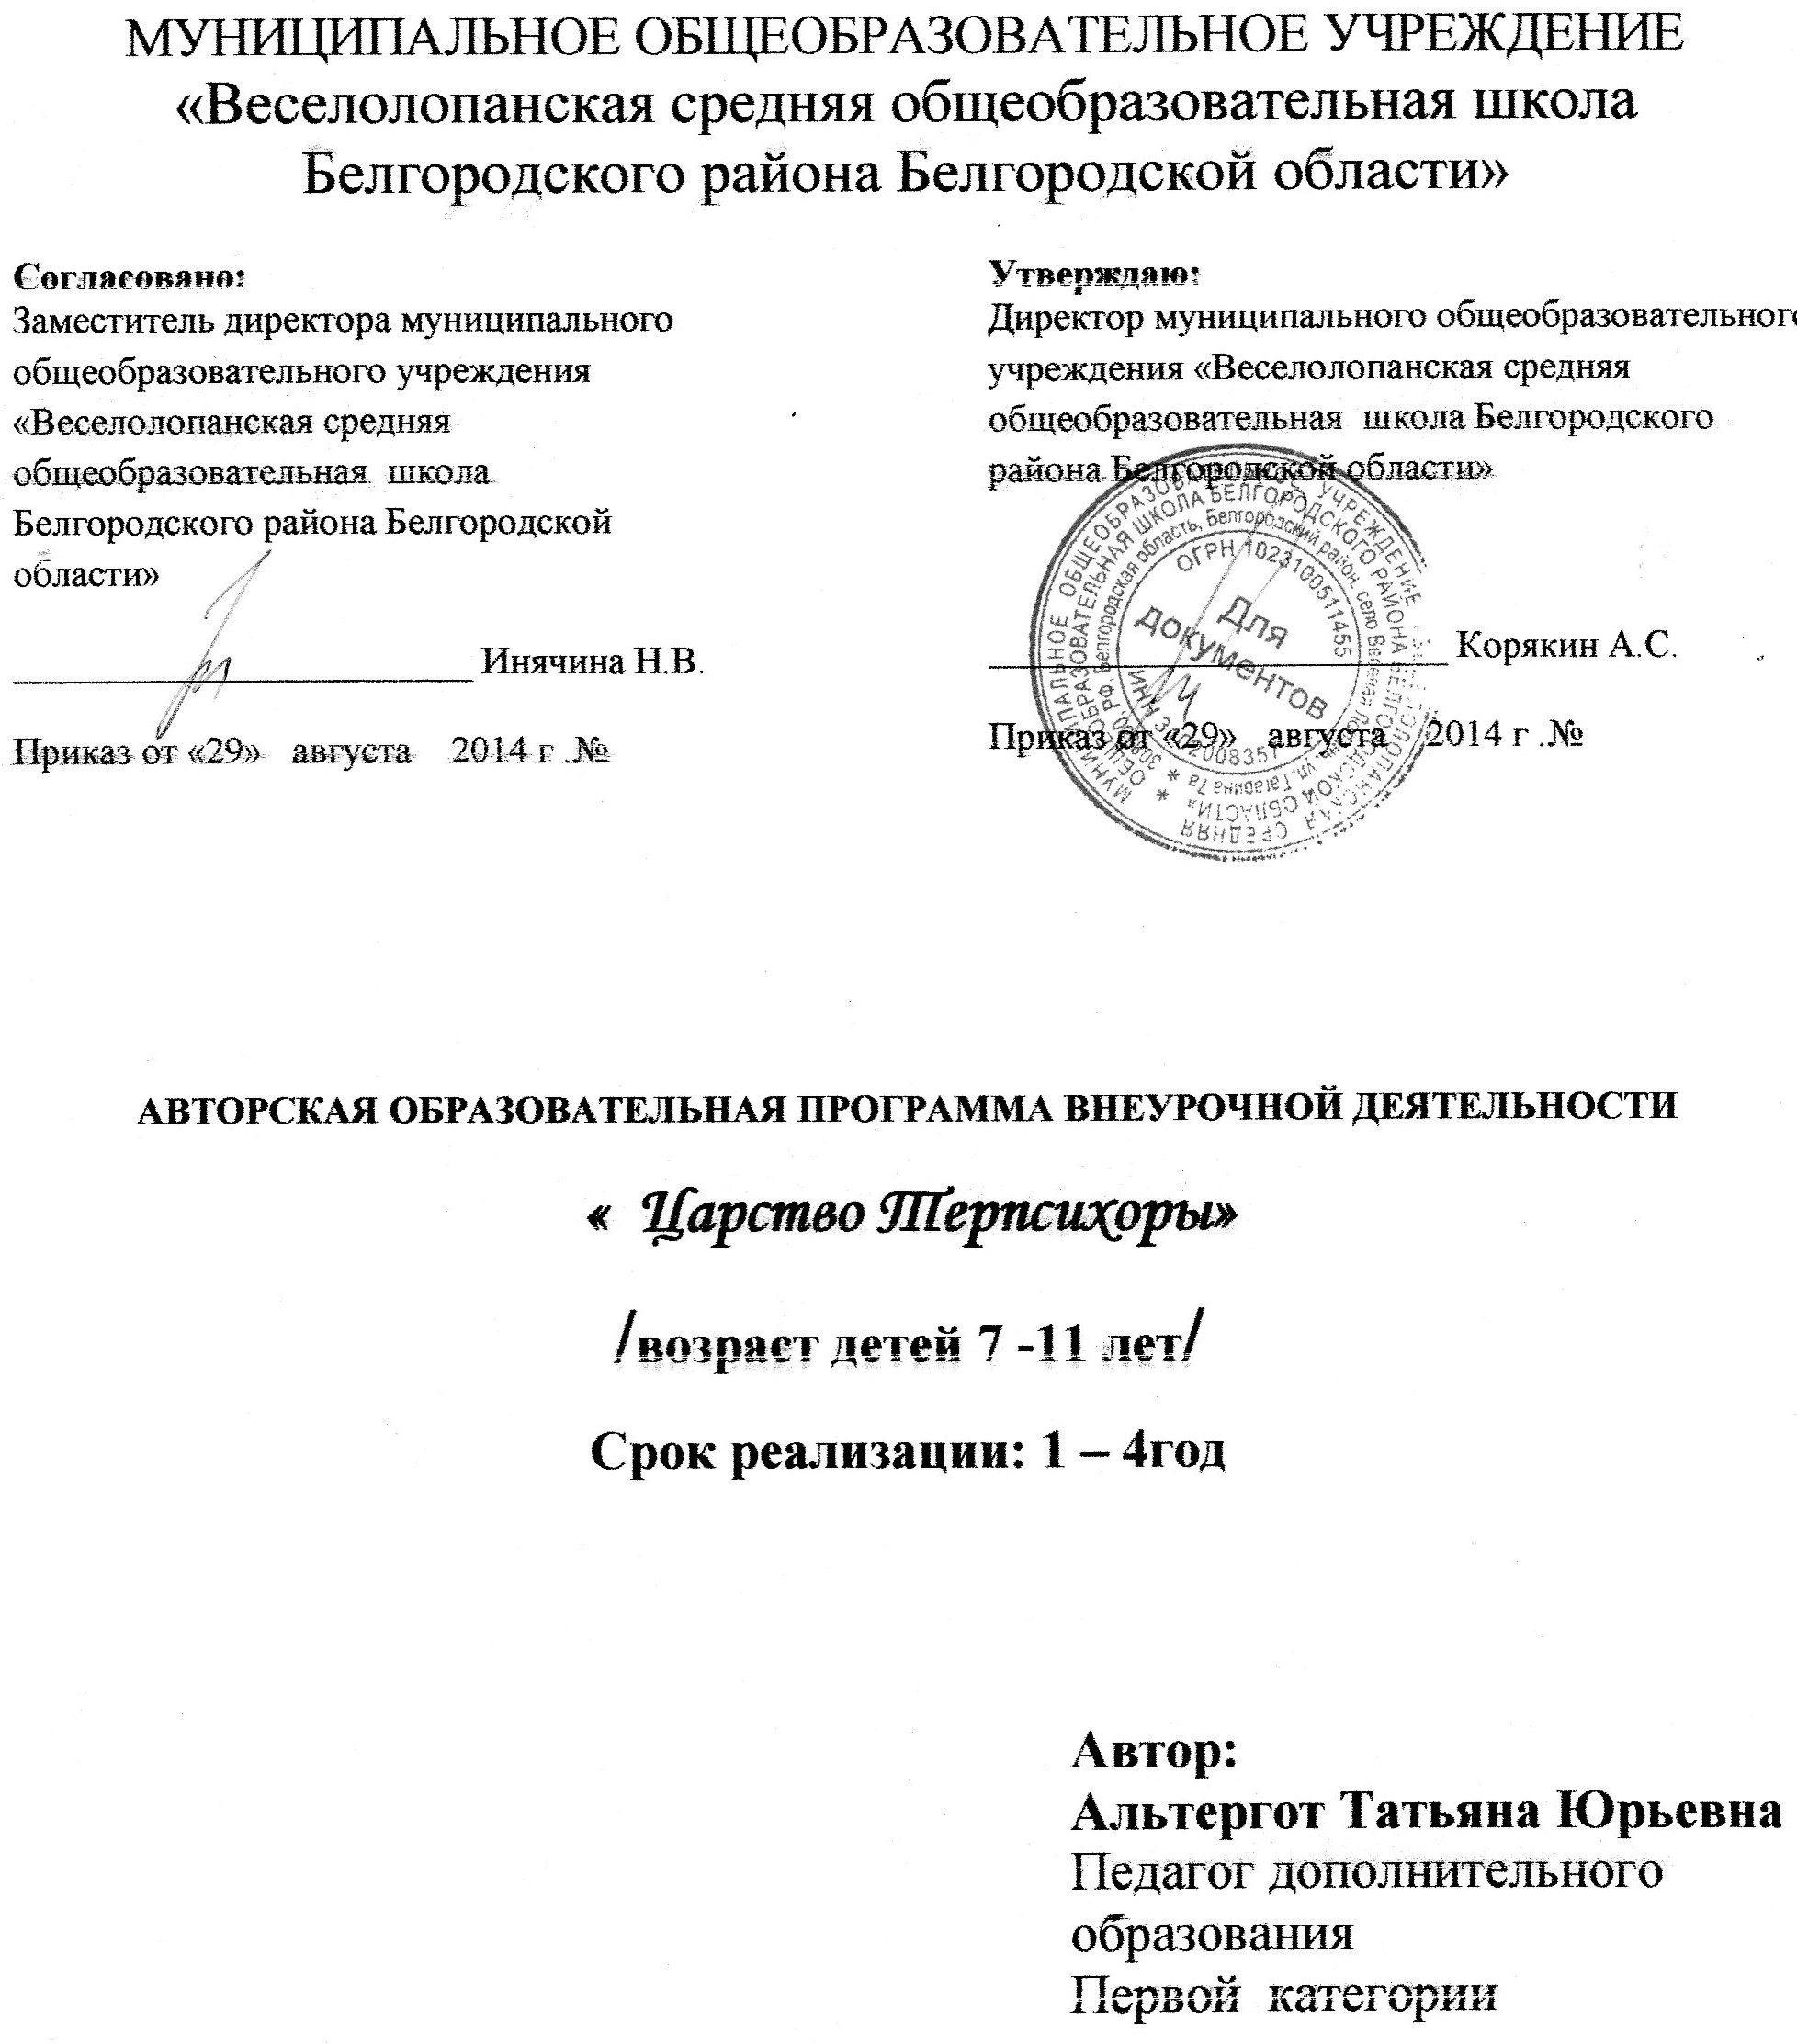 МУНИЦИПАЛЬНОЕ ОБЩЕОБРАЗОВАТЕЛЬНОЕ УЧРЕЖДЕНИЕ
«Веселолопанская средняя общеобразовательная школа
Белгородского района Белгородской области»
Согласовано:
Заместитель директора муниципального
общеобразовательного учреждения
«Веселолопанская средняя
общеобразовательная школа
Белгородского района Белгородской
области»
Инячина Н.В.
Приказ от «29» августа 2014 г .№
Утверждаю:
Директор муниципального общеобразовательного
учреждения «Веселолопанская средняя
общеобразовательная школа Белгородского
района Белгородской области»
Корякин А.С.
Приказ от «29» августа 2014 г .№
ОГРН 1023100511455
Для
документов
АВТОРСКАЯ ОБРАЗОВАТЕЛЬНАЯ ПРОГРАММА ВНЕУРОЧНОЙ ДЕЯТЕЛЬНОСТИ
« Царство Терпсихоры»
/возраст детей 7 -11 лет/
Срок реализации: 1 – 4год
Автор:
Альтергот Татьяна Юрьевна
Педагог дополнительного
образования
Первой категории